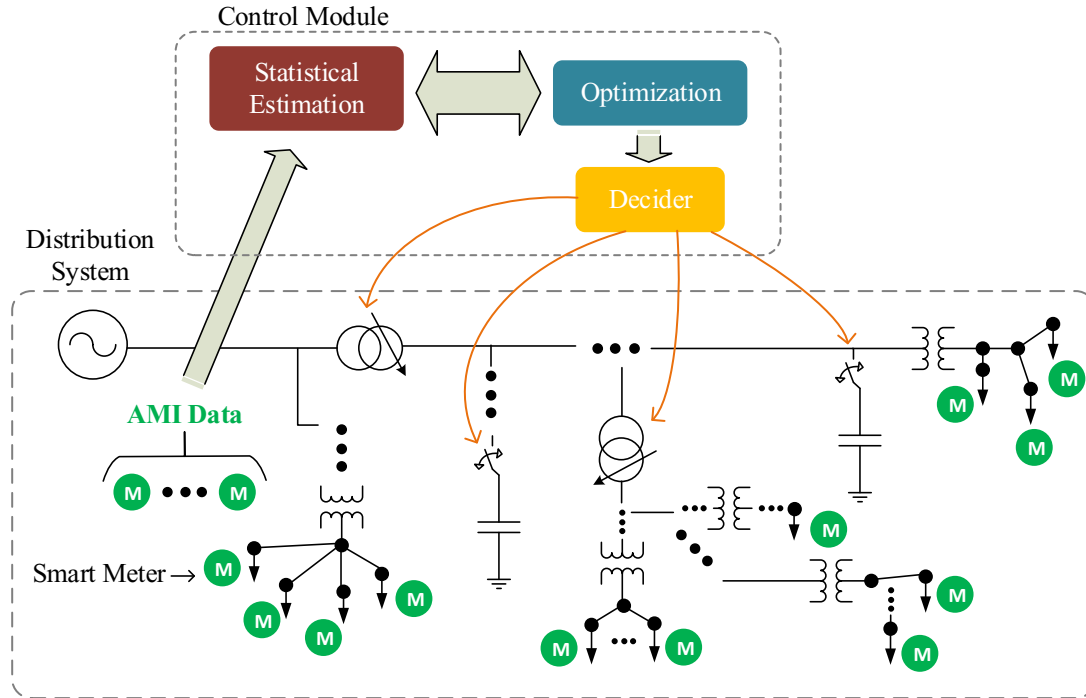 Control Module
Statistical
Estimation
Optimization
Decider
Distribution
System
AMI Data
M M
Smart Meter
M
M
M
M
M
M
M
M
M
M
M
M